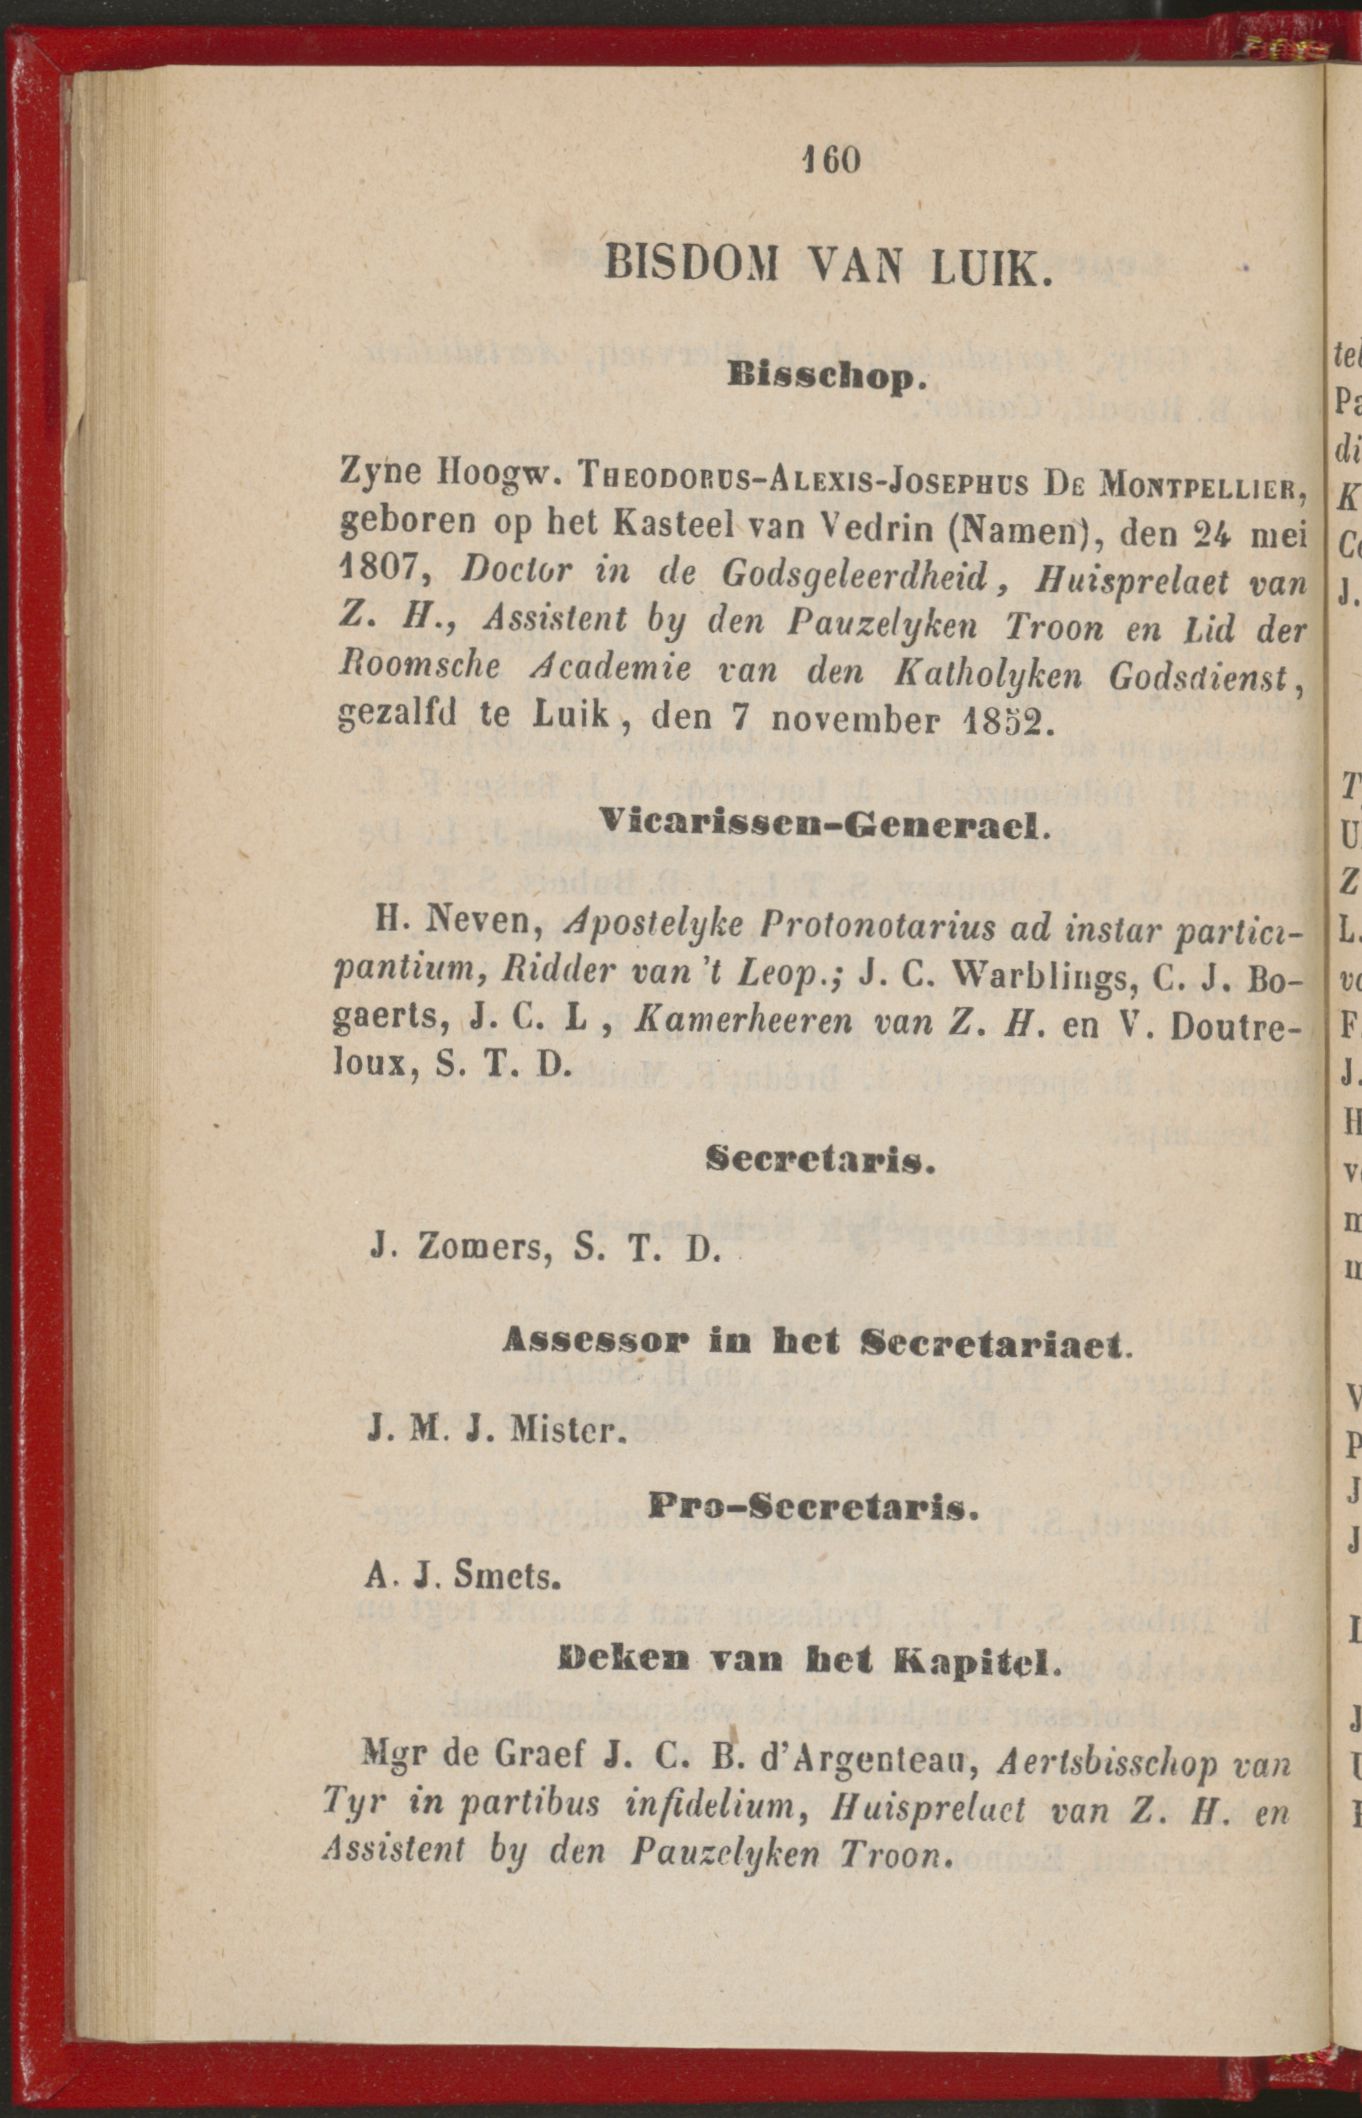 160
BISDOM VAN LUIK.
Bisschop.
Zyne Hoogw. THEODORUS-ALEXIS-JOSEPHUS DE MONTPELLIER,
geboren op het Kasteel van Vedrin (Namen), den 24 mei
1807, Doctor in de Godsgeleerdheid, Huisprelaet van
Z. H., Assistent by den Pauzelyken Troon en Lid der
Roomsche Academie van den Katholyken Godsdienst,
gezalfd te Luik, den 7 november 1852.
Vicarissen-Generael.
H. Neven, Apostelyke Protonotarius ad instar partici-
pantium, Ridder van 't Leop.; J. C. Warblings, C. J. Bo-
gaerts, J. C. L, Kamerheeren van Z. H. en V. Doutre-
loux, S. T. D.
Secretaris.
J. Zomers, S. T. D.
Assessor in het Secretariaet.
J. M. J. Mister.
Pro-Secretaris.
A. J. Smets.
Deken van het Kapitel.
Mgr de Graef J. C. B. d'Argenteau, Aertsbisschop van
Tyr in partibus infidelium, Huisprelaet van Z. H. en
Assistent by den Pauzelyken Troon.